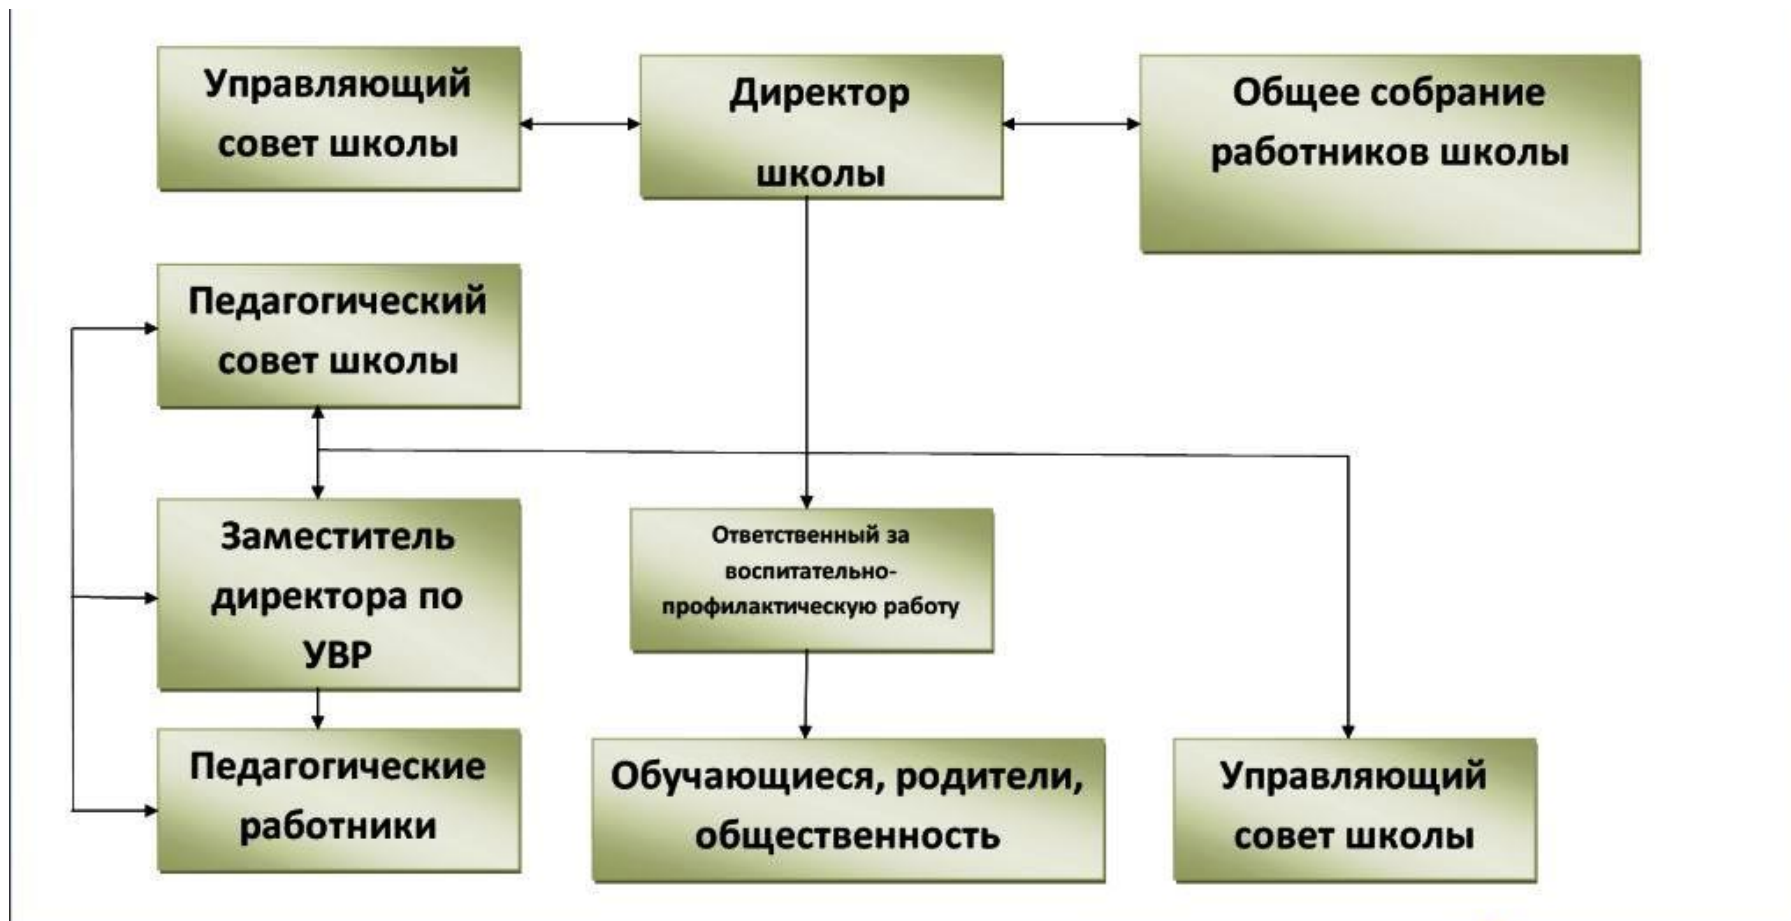 Управляющий
совет школы
Директор
школы
Общее собрание
работников школы
Педагогический
совет школы
Заместитель
директора по
УВР
Ответственный за
воспитательно-
профилактическую работу
Педагогические
работники
Обучающиеся, родители,
общественность
Управляющий
совет школы